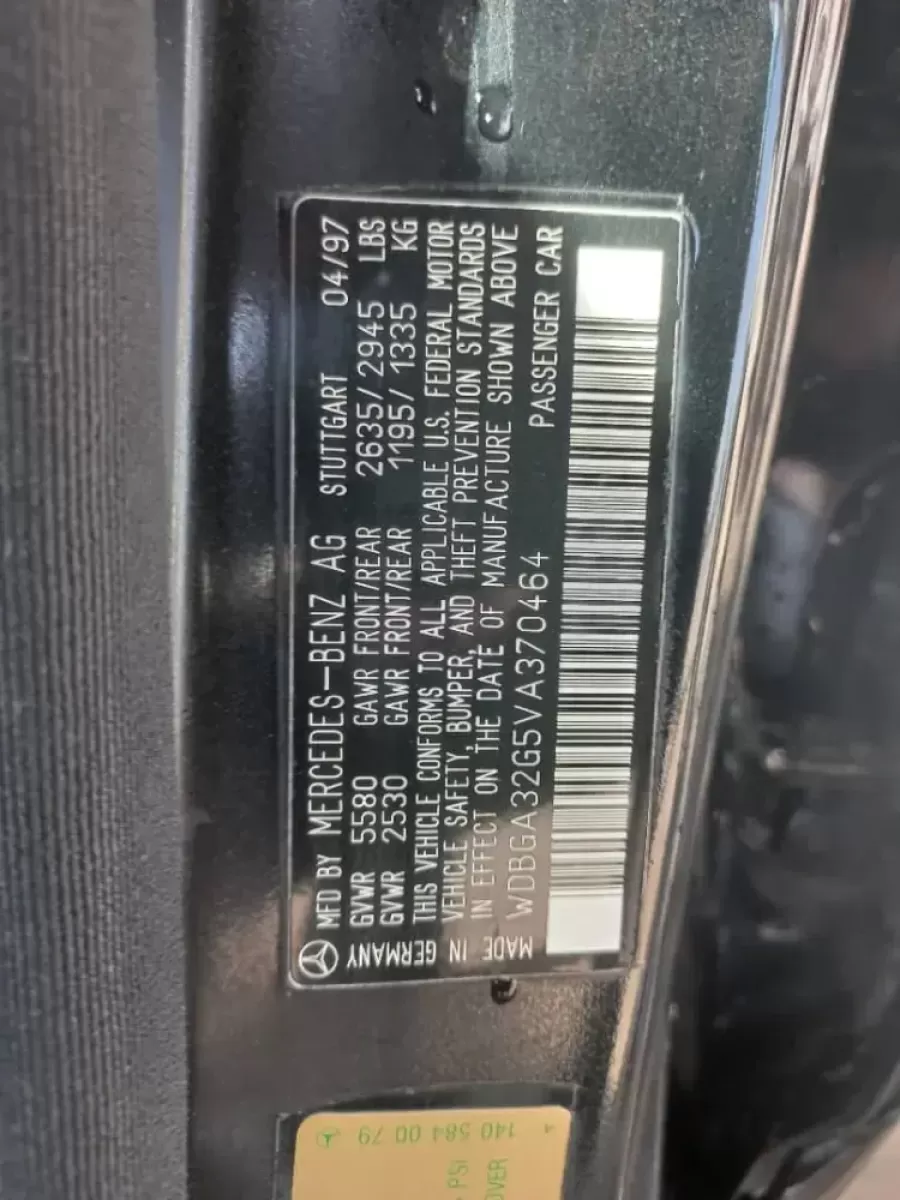 MFD BY MERCEDES-BENZ AG STUTTGART 04/97
GVWR 5580 GAWR FRONT/REAR 2635/2945 LBS
GVWR 2530 GAWR FRONT/REAR 1195/1335 KG
THIS VEHICLE CONFORMS TO ALL APPLICABLE U.S. FEDERAL MOTOR
VEHICLE SAFETY, BUMPER, AND THEFT PREVENTION STANDARDS
IN EFFECT ON THE DATE OF MANUFACTURE SHOWN ABOVE
WDBGA32G5VA370464 PASSENGER CAR
MADE IN GERMANY
4 140 584 00 79
PSI
OVER